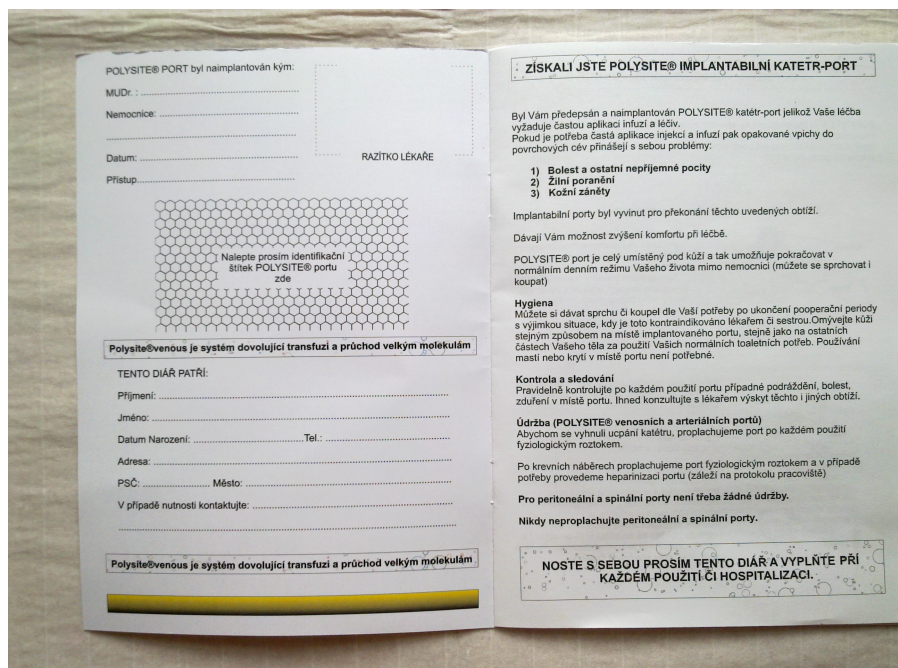 POLYSITE® PORT byl naimplantován kým:
MUDr. : ........................................................
Nemocnice: ........................................................
........................................................
Datum: ........................................................
RAZÍTKO LÉKAŘE
Přístup........................................................
Nalepte prosím identifikační
štítek POLYSITE® portu
zde
Polysite®venous je systém dovolující transfuzi a průchod velkým molekulám
TENTO DIÁŘ PATŘÍ:
Příjmení: ........................................................
Jméno: ........................................................
Datum Narození: ........................................Tel.: ........................................
Adresa: ........................................................
PSČ: ........................ Město: ........................................................
V případě nutnosti kontaktujte: ........................................................
........................................................
Polysite®venous je systém dovolující transfuzi a průchod velkým molekulám
ZÍSKALI JSTE POLYSITE® IMPLANTABILNÍ KATETR-PORT
Byl Vám předepsán a naimplantován POLYSITE® katétr-port jelikož Vaše léčba
vyžaduje častou aplikaci infuzí a léčiv.
Pokud je potřeba častá aplikace injekci a infuzí pak opakované vpichy do
povrchových cév přinášejí s sebou problémy:
1) Bolest a ostatní nepříjemné pocity
2) Žilní poranění
3) Kožní záněty
Implantabilní porty byl vyvinut pro překonání těchto uvedených obtíží.
Dávají Vám možnost zvýšení komfortu při léčbě.
POLYSITE® port je celý umístěný pod kůží a tak umožňuje pokračovat v
normálním denním režimu Vašeho života mimo nemocnici (můžete se sprchovat i
koupat)
Hygiena
Můžete si dávat sprchu či koupel dle Vaší potřeby po ukončení pooperační periody
s výjimkou situace, kdy je toto kontraindikováno lékařem či sestrou.Omývejte kůži
stejným způsobem na místě implantovaného portu, stejně jako na ostatních
částech Vašeho těla za použití Vašich normálních toaletních potřeb. Používání
mastí nebo krytí v místě portu není potřebné.
Kontrola a sledování
Pravidelně kontrolujte po každém použití portu případné podráždění, bolest,
zduření v místě portu. Ihned konzultujte s lékařem výskyt těchto i jiných obtíží.
Údržba (POLYSITE® venosních a arteriálních portů)
Abychom se vyhnuli ucpání katétru, proplachujeme port po každém použití
fyziologickým roztokem.
Po krevních náběrech proplachujeme port fyziologickým roztokem a v případě
potřeby provedeme heparinizaci portu (záleží na protokolu pracoviště)
Pro peritoneální a spinální porty není třeba žádné údržby.
Nikdy neproplachujte peritoneální a spinální porty.
NOSTE S SEBOU PROSÍM TENTO DIÁŘ A VYPLŇTE PŘI
KAŽDÉM POUŽITÍ ČI HOSPITALIZACI.